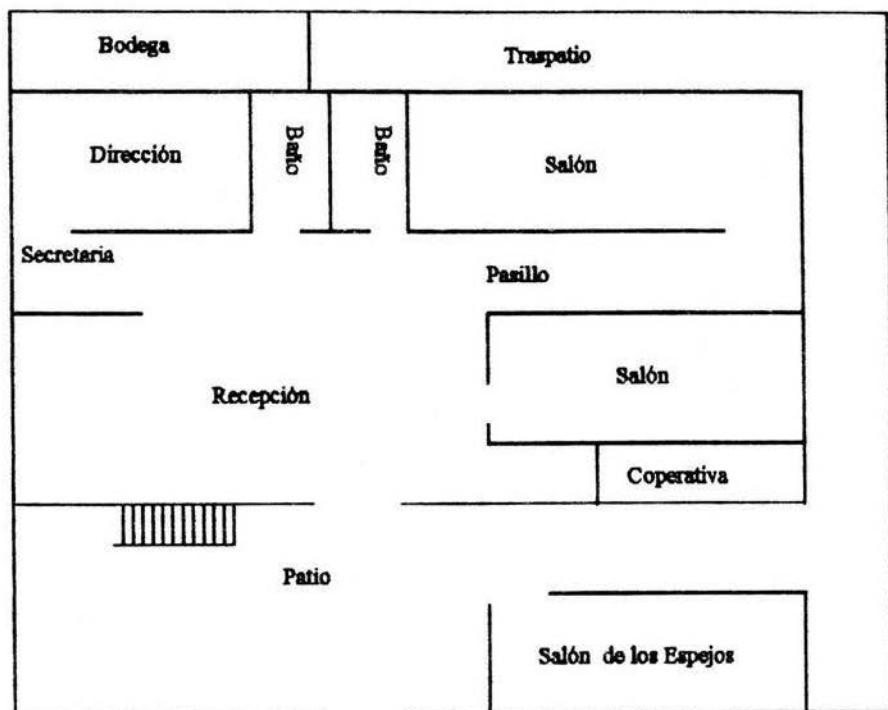 Bodega
Traspatio
Dirección
Baño
Baño
Salón
Secretaria
Pasillo
Salón
Recepción
Coperativa
Patio
Salón de los Espejos